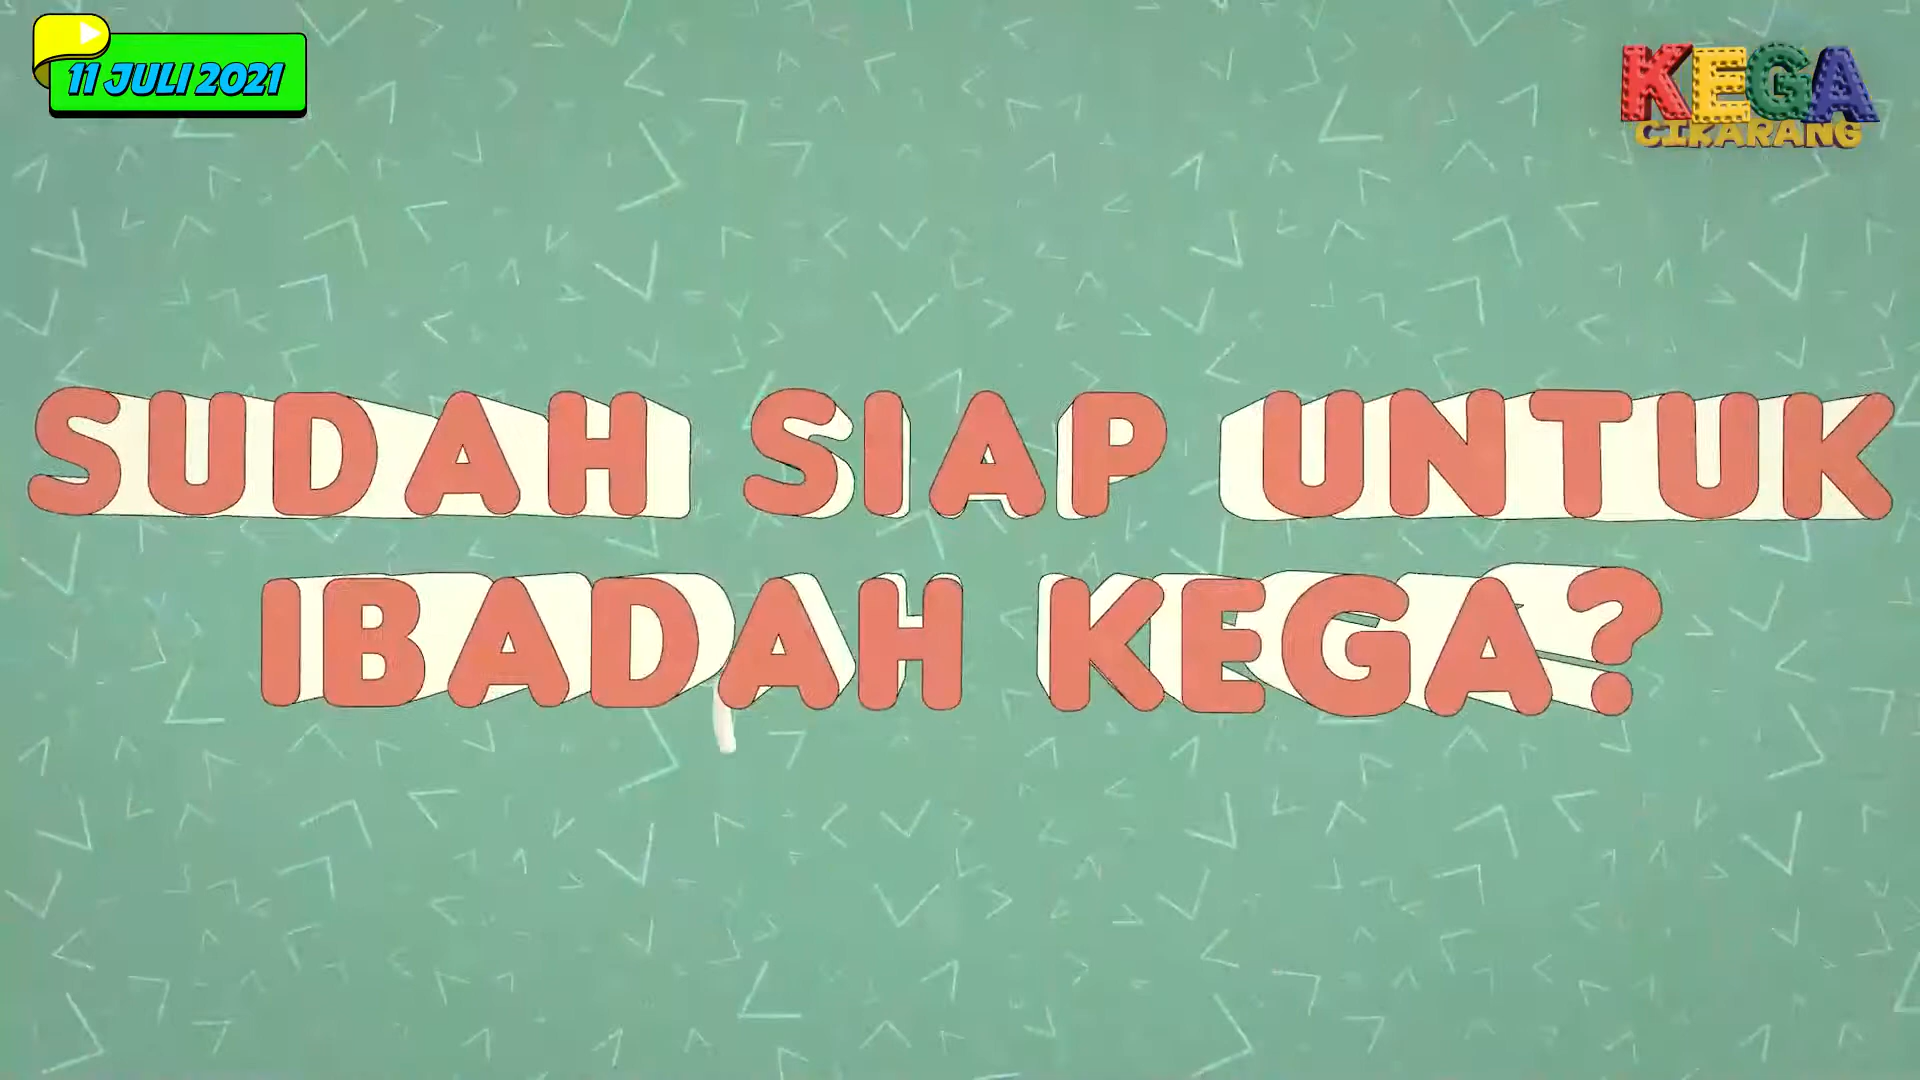 11 JULI 2021
KEGA
CIKARANG
SUDAH SIAP UNTUK
IBADAH KEGA?